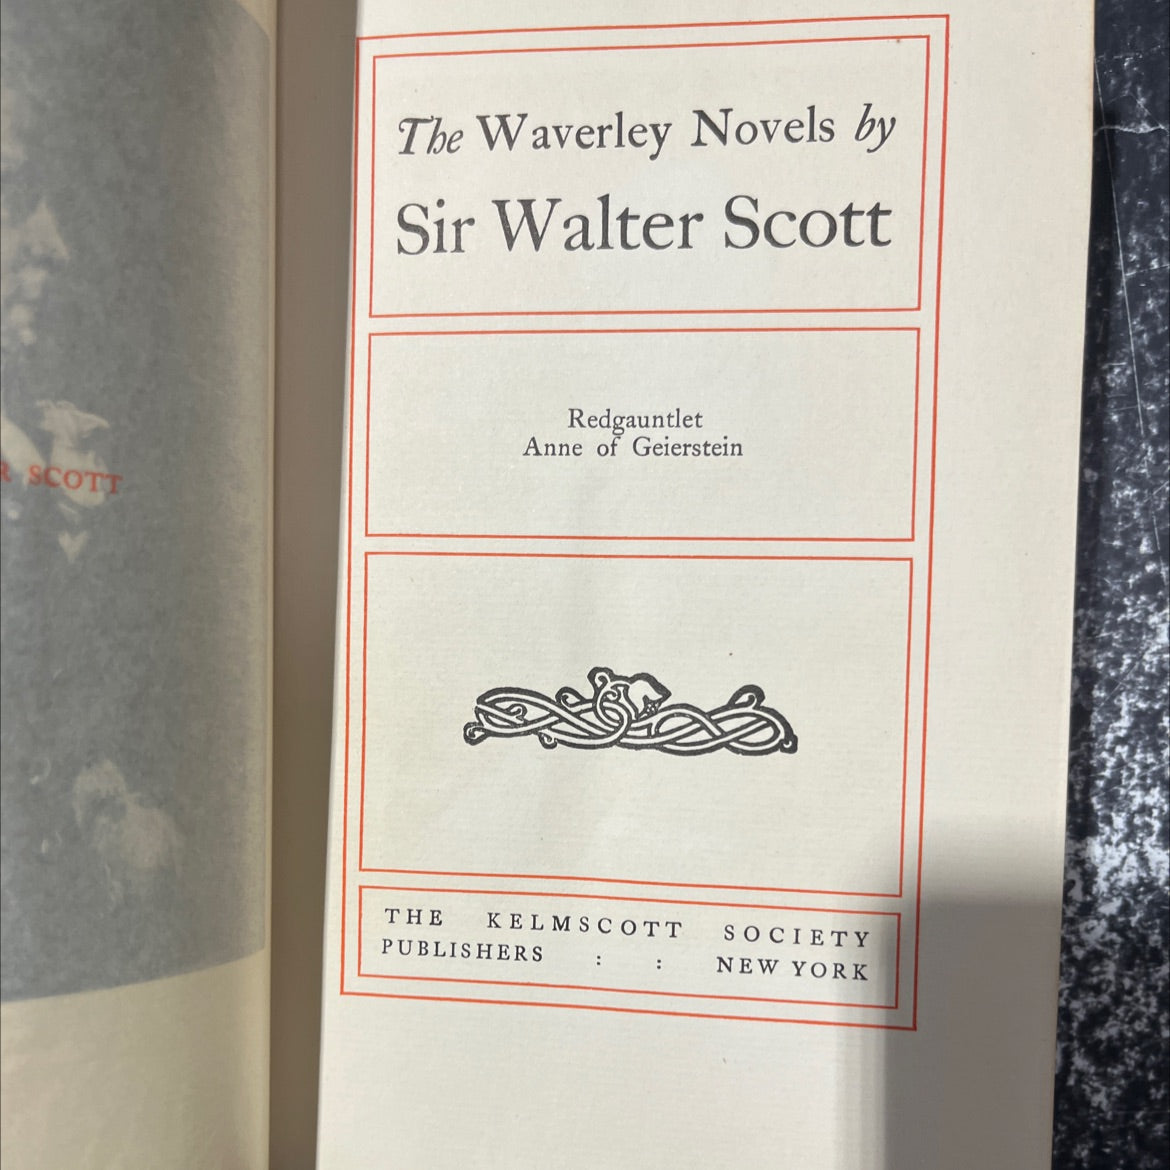 SCOTT
The Waverley Novels by
Sir Walter Scott
Redgauntlet
Anne of Geierstein
THE KELMSCOTT SOCIETY
PUBLISHERS : : NEW YORK